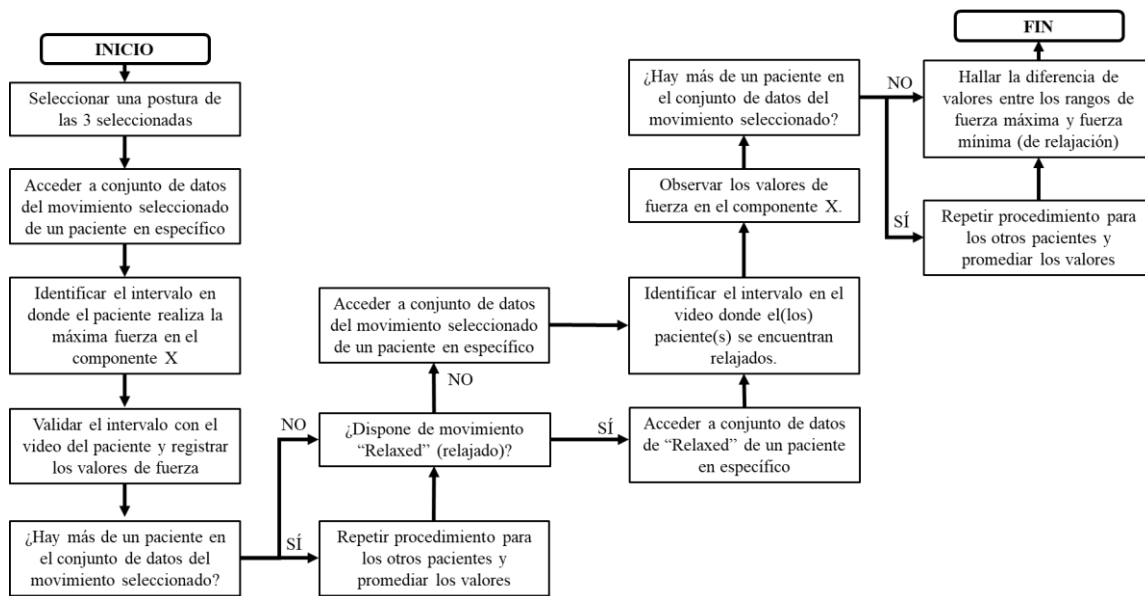 INICIO
Seleccionar una postura de
las 3 seleccionadas
Acceder a conjunto de datos
del movimiento seleccionado
de un paciente en específico
Identificar el intervalo en
donde el paciente realiza la
máxima fuerza en el
componente X
Validar el intervalo con el
video del paciente y registrar
los valores de fuerza
¿Hay más de un paciente en
el conjunto de datos del
movimiento seleccionado?
NO
SÍ
Repetir procedimiento para
los otros pacientes y
promediar los valores
¿Dispone de movimiento
“Relaxed” (relajado)?
NO
SÍ
Acceder a conjunto de datos
del movimiento seleccionado
de un paciente en específico
Acceder a conjunto de datos
de “Relaxed” de un paciente
en específico
Identificar el intervalo en el
video donde el(los)
paciente(s) se encuentran
relajados.
Observar los valores de
fuerza en el componente X.
¿Hay más de un paciente en
el conjunto de datos del
movimiento seleccionado?
NO
SÍ
Repetir procedimiento para
los otros pacientes y
promediar los valores
Hallar la diferencia de
valores entre los rangos de
fuerza máxima y fuerza
mínima (de relajación)
FIN